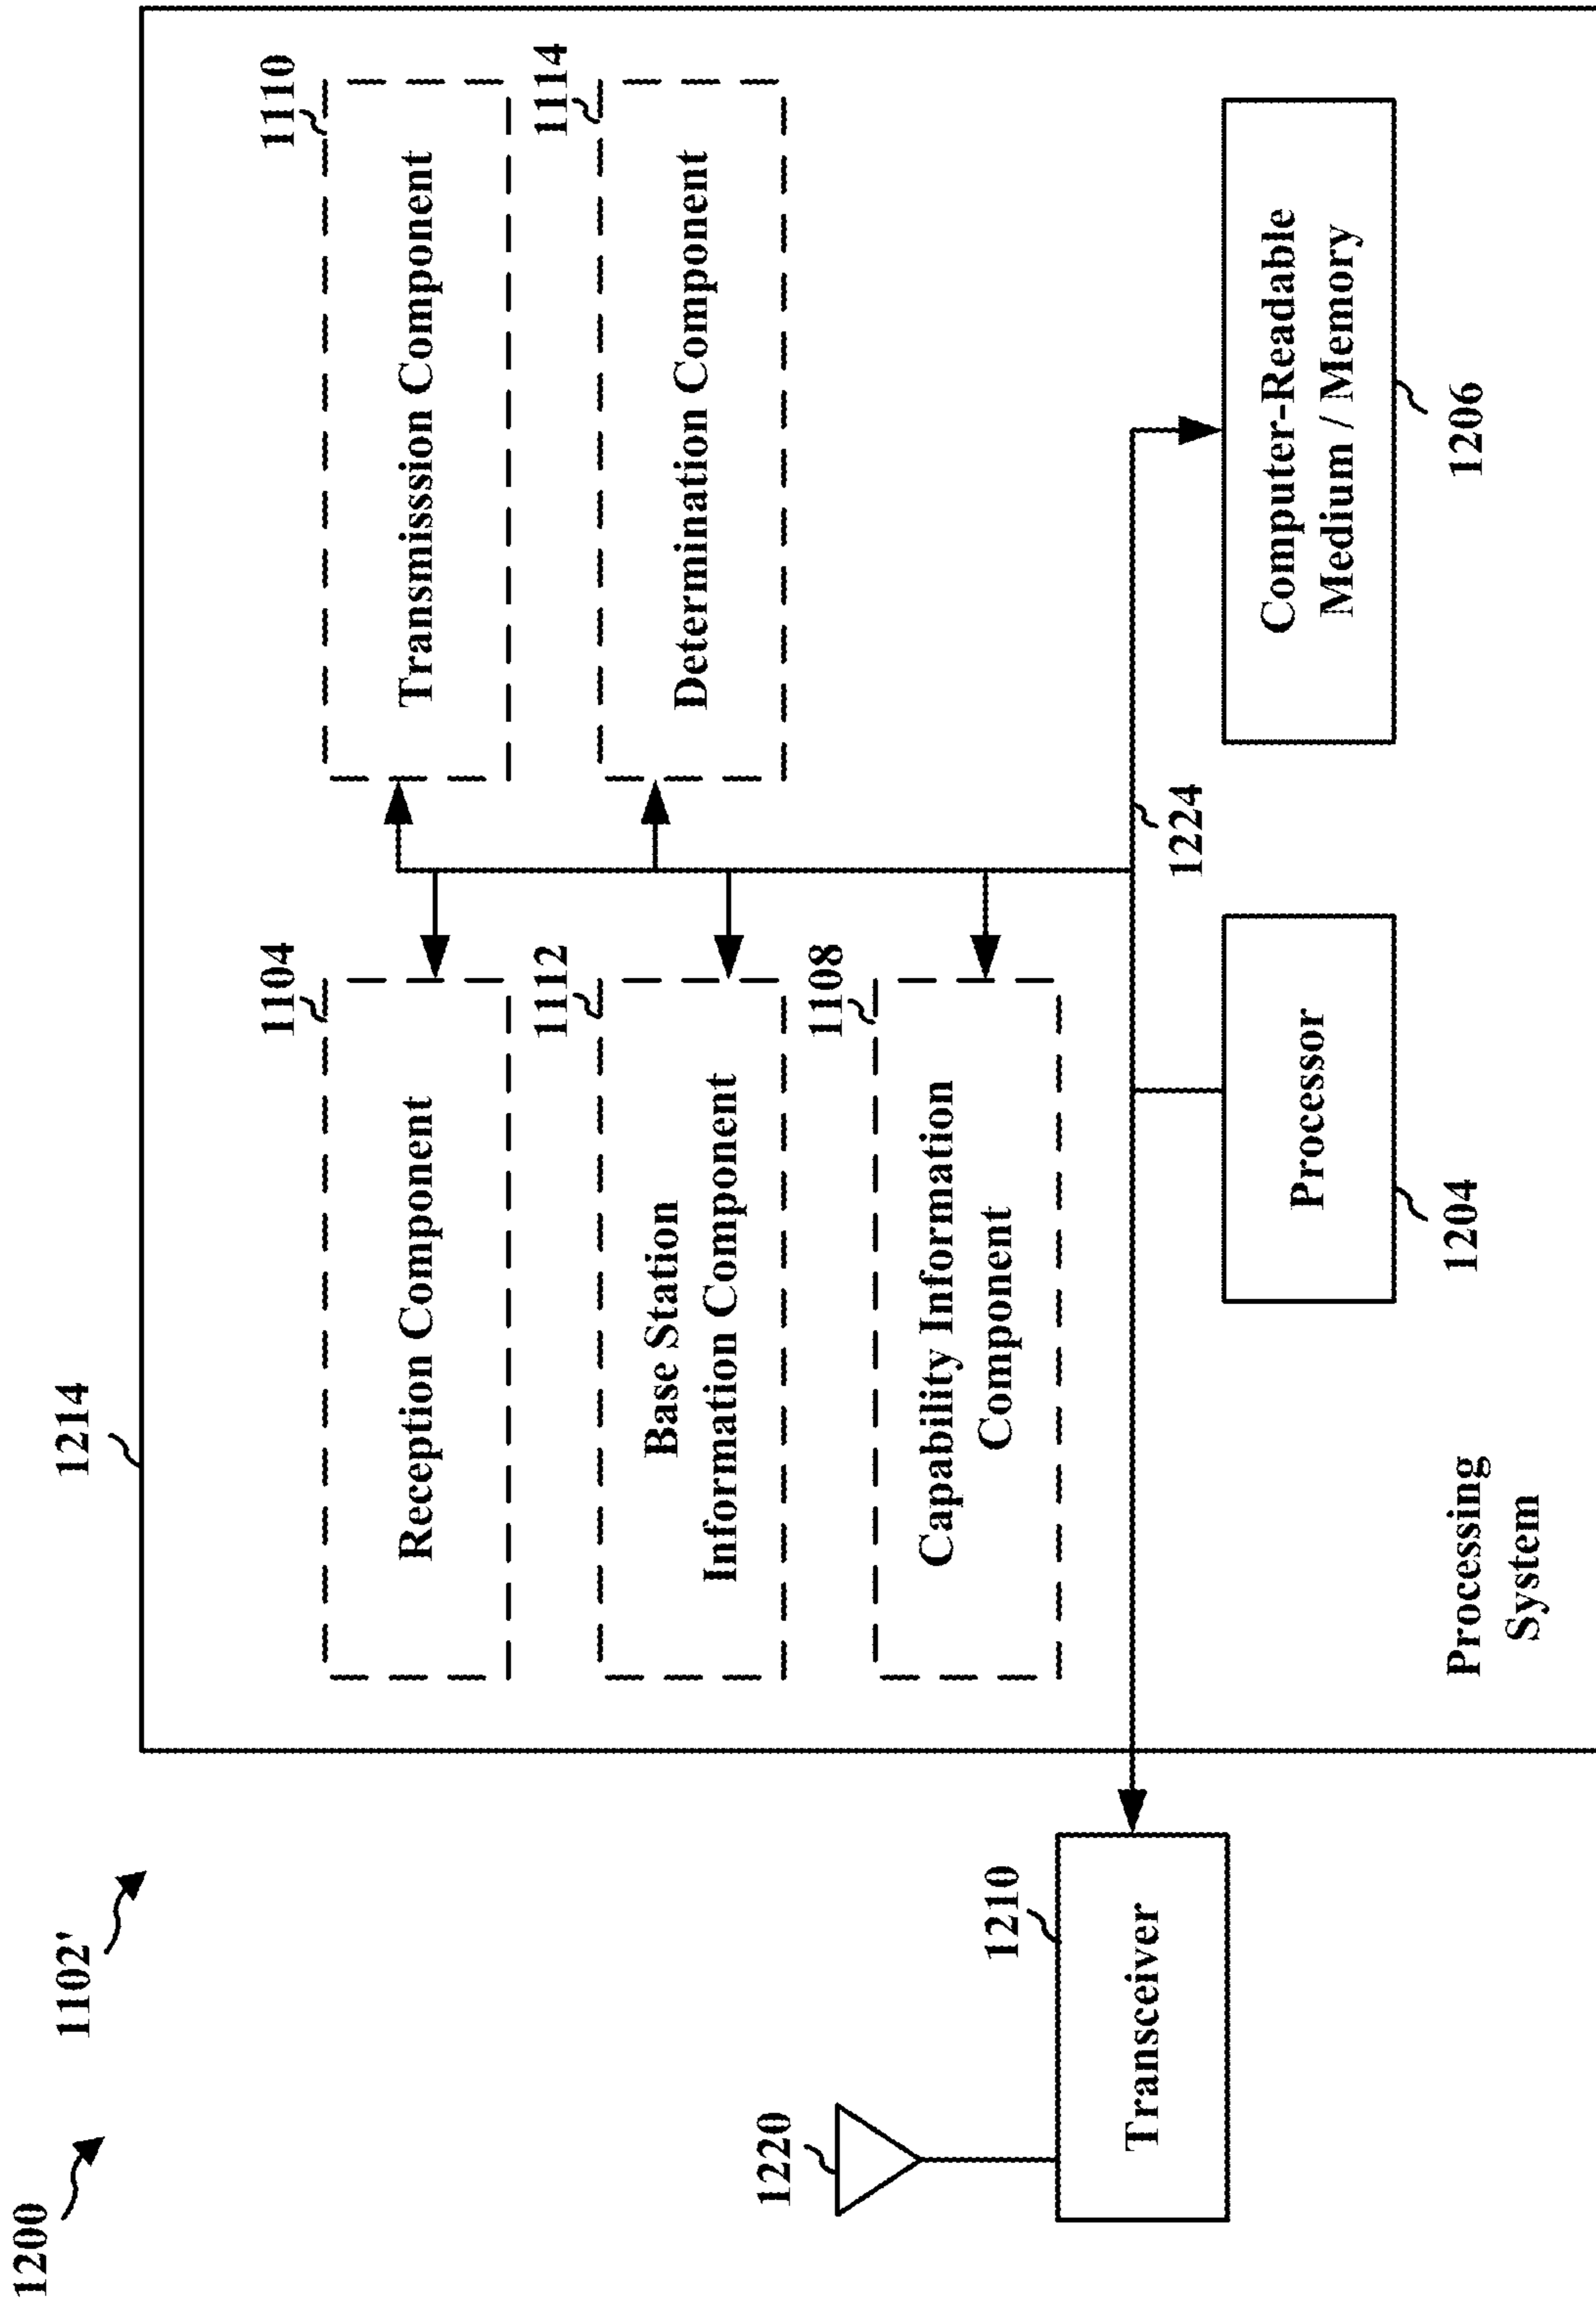 1200
1102'
1214
1104
Reception Component
1110
Transmission Component
1112
Base Station
Information Component
1114
Determination Component
1108
Capability Information
Component
1220
1210
Transceiver
1224
Processor
1204
Computer-Readable
Medium / Memory
1206
Processing
System